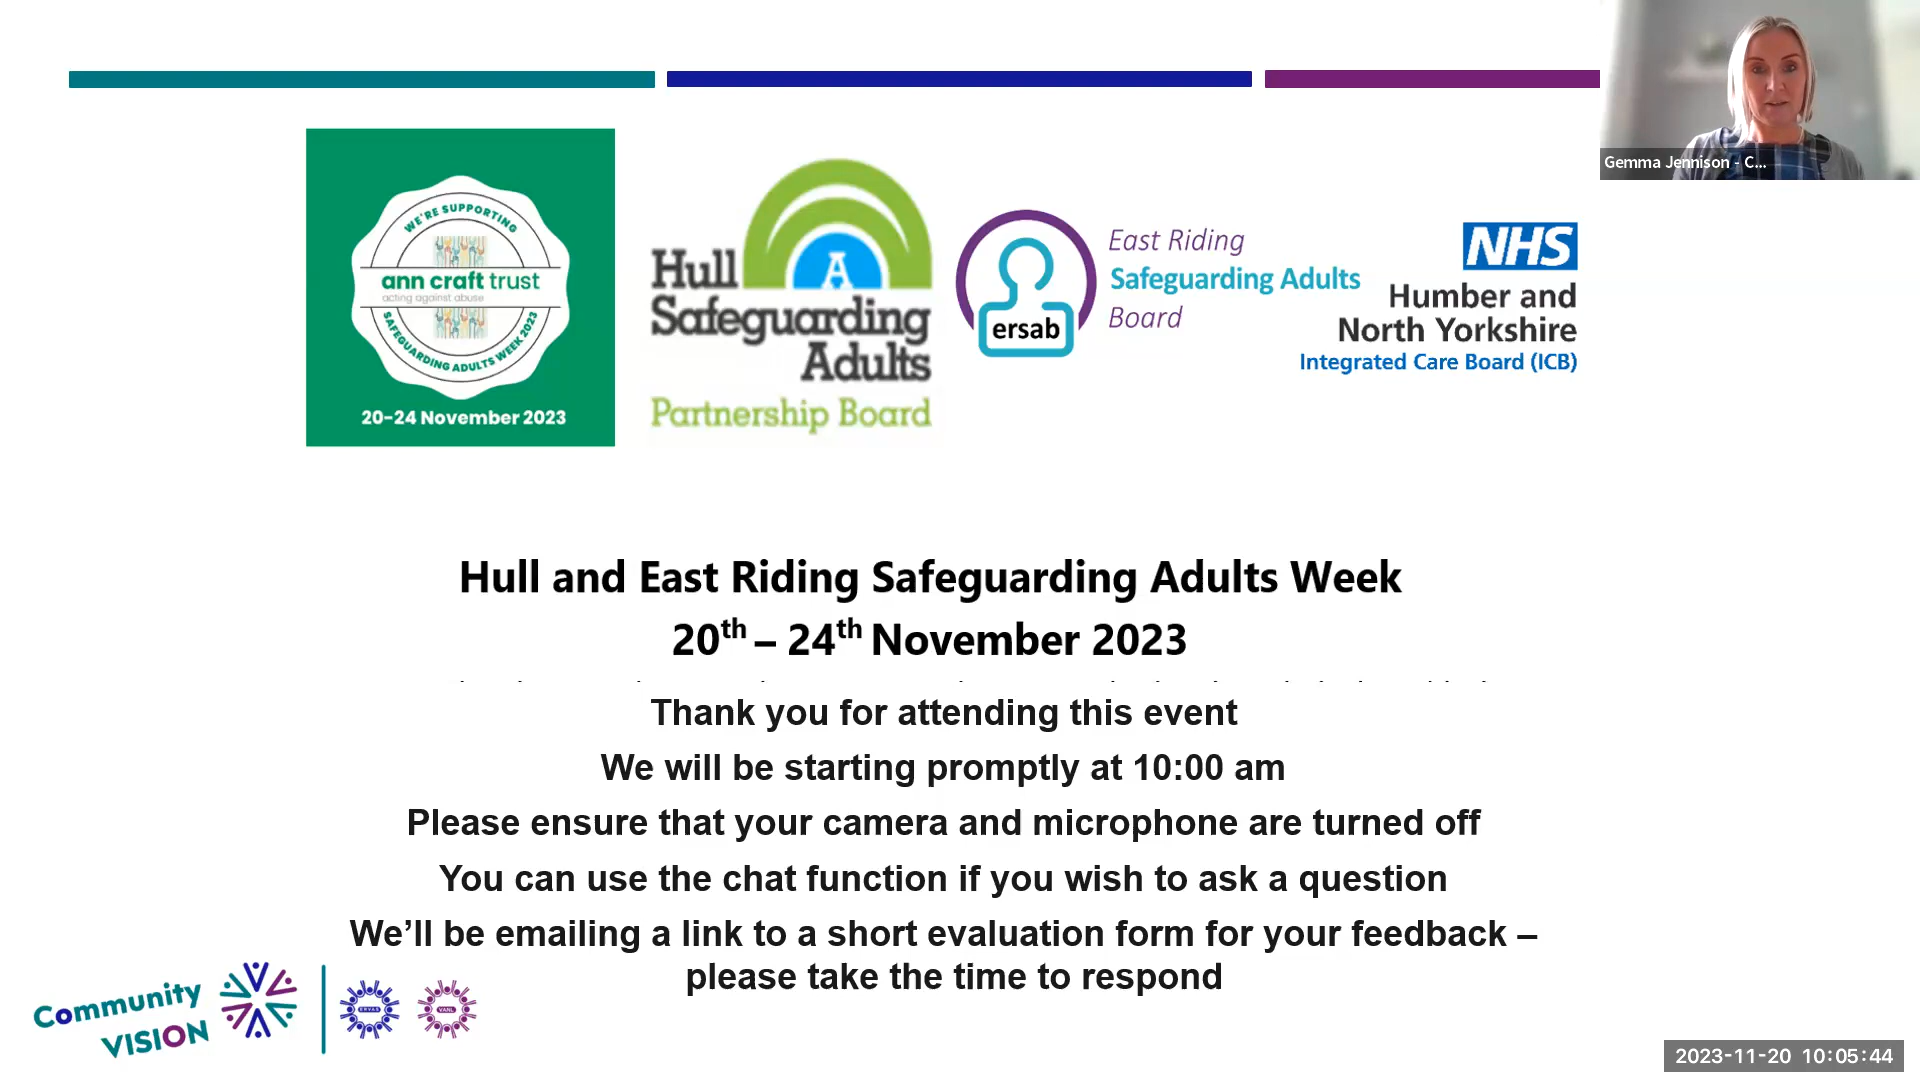 Gemma Jennison - C...
WE'RE SUPPORTING
ann craft trust
acting against abuse
SAFEGUARDING ADULTS WEEK 2023
20-24 November 2023
Hull
Safeguarding
Adults
Partnership Board
ersab
East Riding
Safeguarding Adults
Board
NHS
Humber and
North Yorkshire
Integrated Care Board (ICB)
Hull and East Riding Safeguarding Adults Week
20th – 24th November 2023
Thank you for attending this event
We will be starting promptly at 10:00 am
Please ensure that your camera and microphone are turned off
You can use the chat function if you wish to ask a question
We’ll be emailing a link to a short evaluation form for your feedback –
please take the time to respond
Community
VISION
ERVAS
VANL
2023-11-20 10:05:44